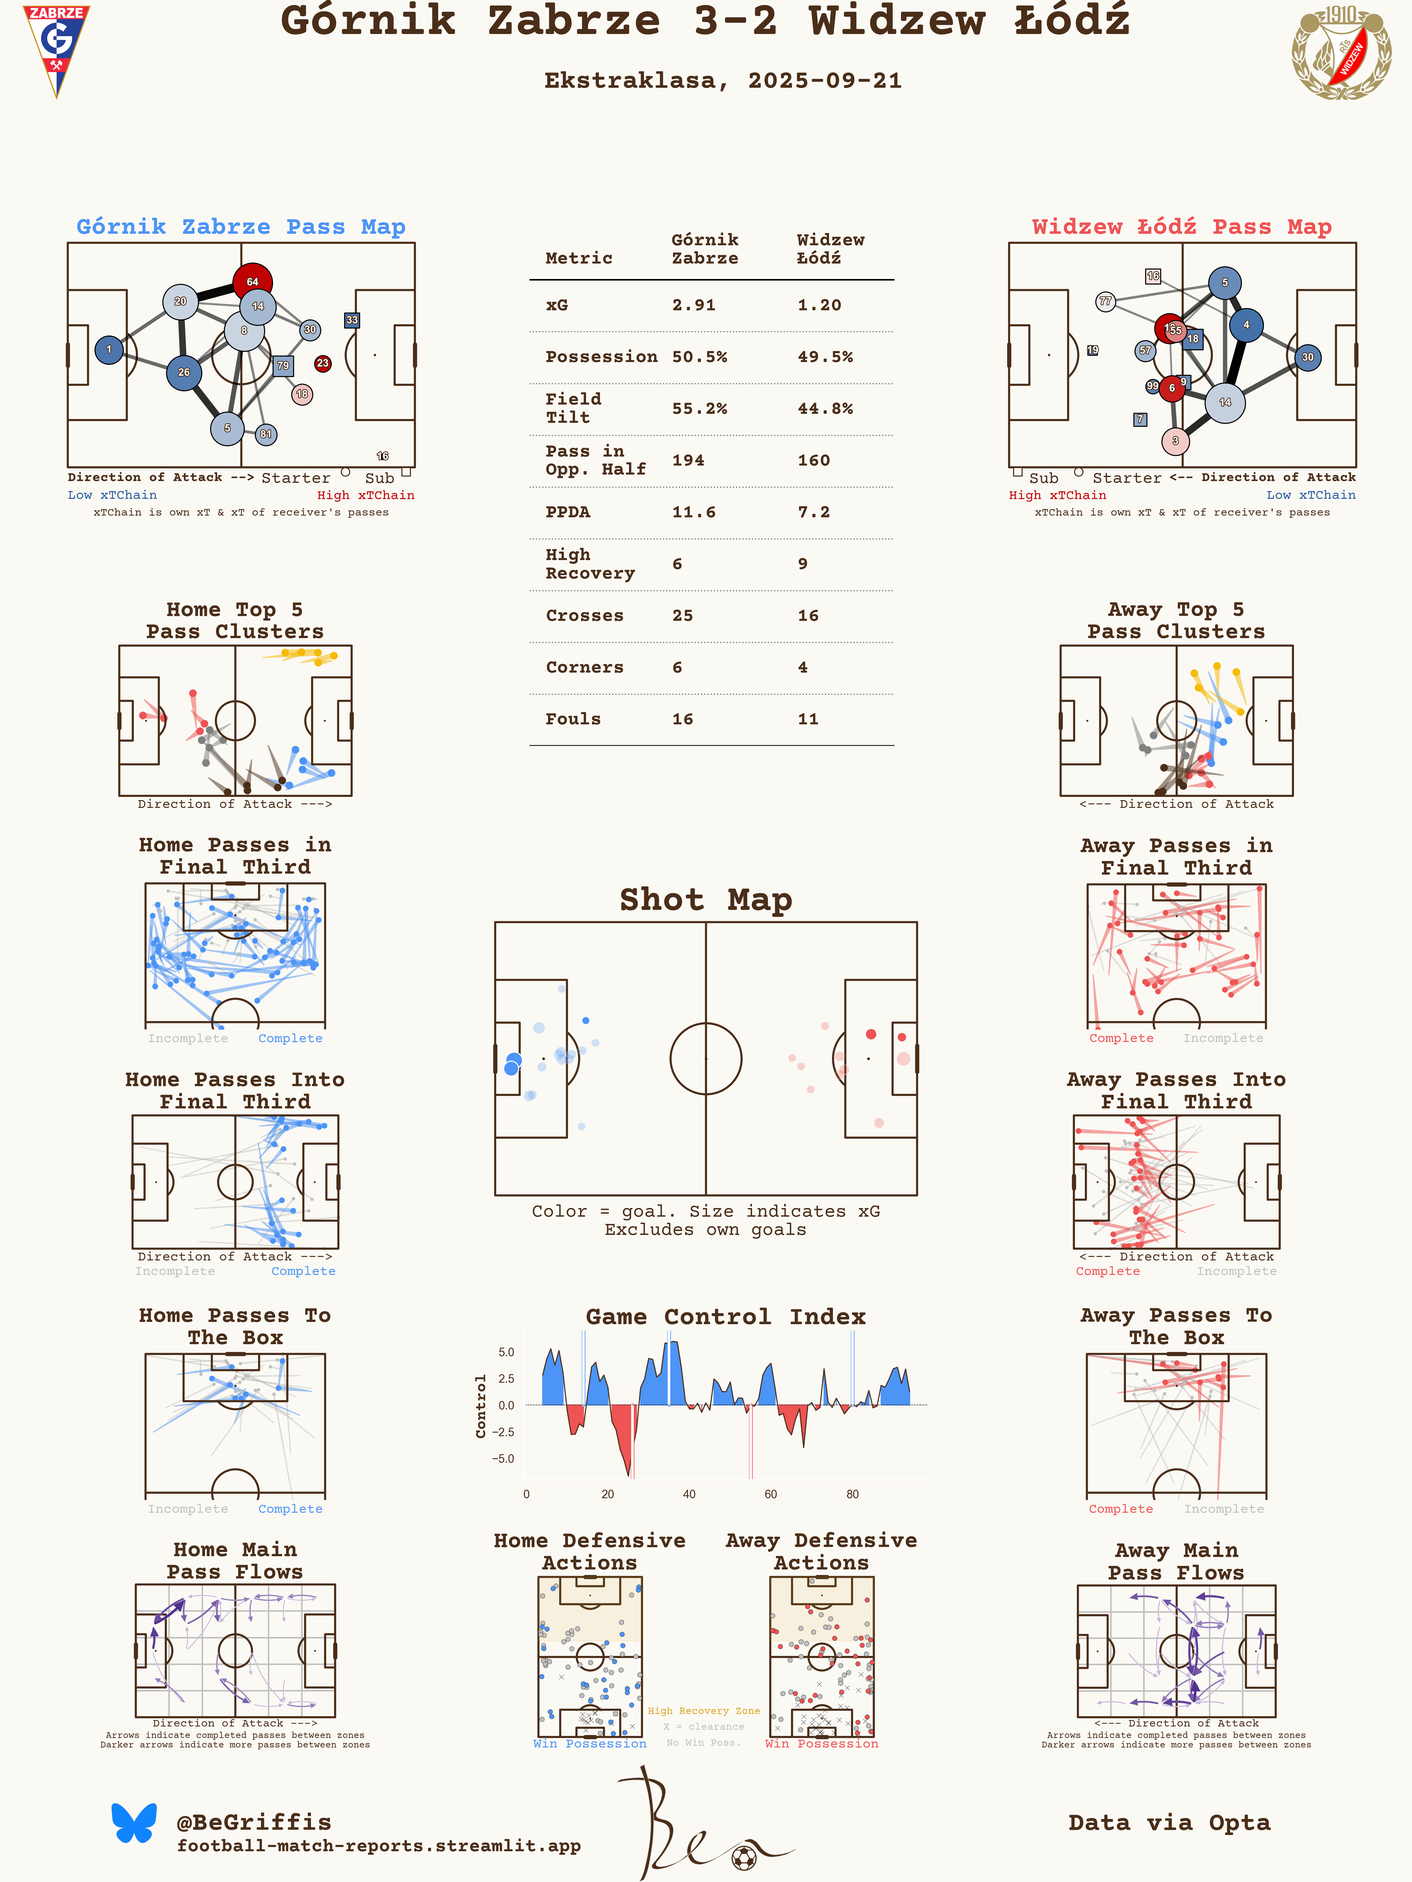 Górnik Zabrze 3-2 Widzew Łódź
Ekstraklasa, 2025-09-21
ZABRZE
G
1910
RTS
WIDZEW
Górnik Zabrze Pass Map
64
20
14
8
30
33
1
26
79
23
18
5
81
16
Direction of Attack --> Starter Sub
Low xTChain High xTChain
xTChain is own xT & xT of receiver's passes
Metric Górnik Zabrze Widzew Łódź
xG 2.91 1.20
Possession 50.5% 49.5%
Field Tilt 55.2% 44.8%
Pass in Opp. Half 194 160
PPDA 11.6 7.2
High Recovery 6 9
Crosses 25 16
Corners 6 4
Fouls 16 11
Widzew Łódź Pass Map
16
5
77
4
55
18
19
57
30
99
6
9
14
7
3
Sub Starter <-- Direction of Attack
High xTChain Low xTChain
xTChain is own xT & xT of receiver's passes
Home Top 5
Pass Clusters
Direction of Attack --->
Away Top 5
Pass Clusters
<--- Direction of Attack
Home Passes in
Final Third
Incomplete Complete
Away Passes in
Final Third
Complete Incomplete
Shot Map
Color = goal. Size indicates xG
Excludes own goals
Home Passes Into
Final Third
Direction of Attack --->
Incomplete Complete
Away Passes Into
Final Third
<--- Direction of Attack
Complete Incomplete
Home Passes To
The Box
Incomplete Complete
Game Control Index
Control
5.0
2.5
0.0
−2.5
−5.0
0 20 40 60 80
Away Passes To
The Box
Complete Incomplete
Home Main
Pass Flows
Direction of Attack --->
Arrows indicate completed passes between zones
Darker arrows indicate more passes between zones
Home Defensive
Actions
Win Possession
High Recovery Zone
X = clearance
No Win Poss.
Away Defensive
Actions
Win Possession
Away Main
Pass Flows
<--- Direction of Attack
Arrows indicate completed passes between zones
Darker arrows indicate more passes between zones
@BeGriffis
football-match-reports.streamlit.app
Ben
Data via Opta